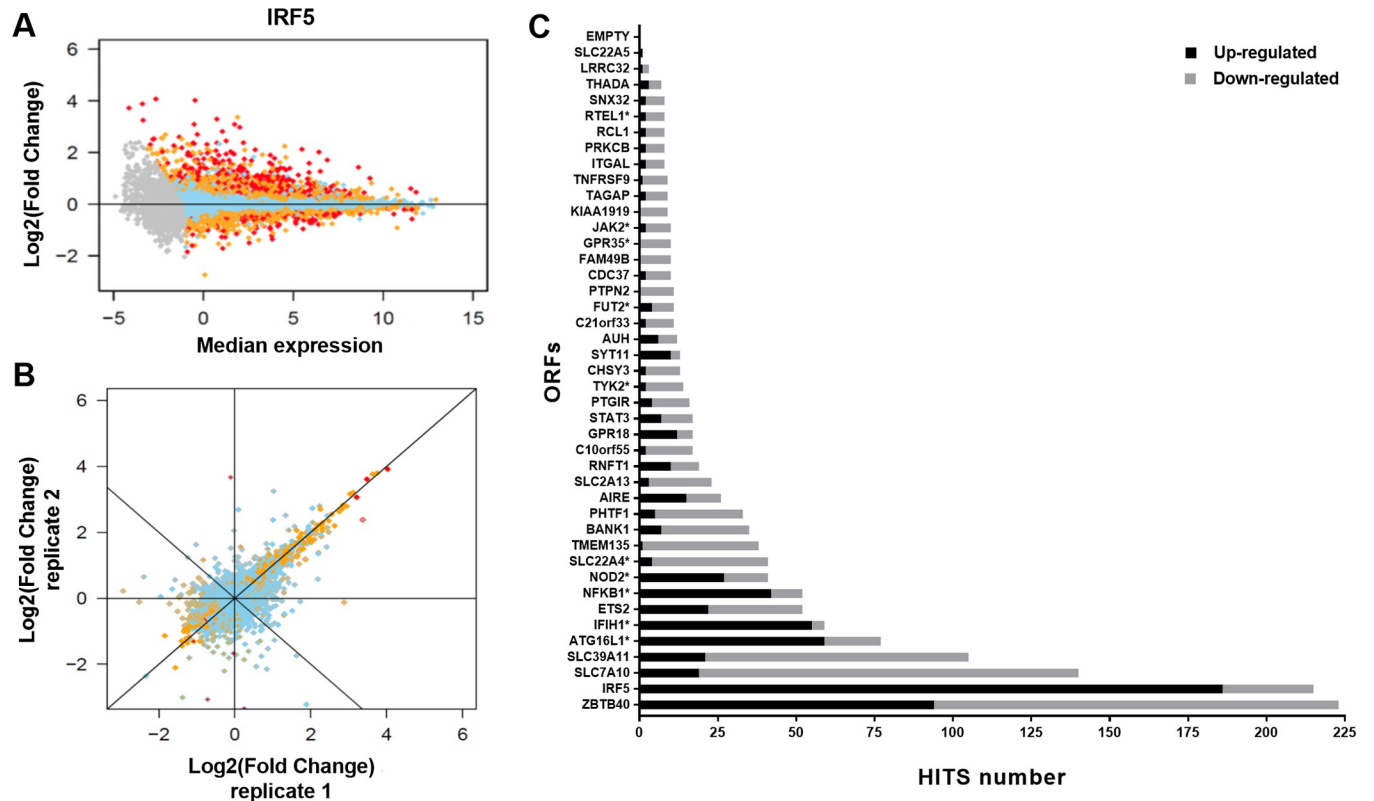 A
IRF5
6
4
2
0
−2
Log2(Fold Change)
−5
0
5
10
15
Median expression
B
6
4
2
0
−2
Log2(Fold Change)
replicate 2
−2
0
2
4
6
Log2(Fold Change)
replicate 1
C
Up-regulated
Down-regulated
ORFs
EMPTY
SLC22A5
LRRC32
THADA
SNX32
RTEL1*
RCL1
PRKCB
ITGAL
TNFRSF9
TAGAP
KIAA1919
JAK2*
GPR35*
FAM49B
CDC37
PTPN2
FUT2*
C21orf33
AUH
SYT11
CHSY3
TYK2*
PTGIR
STAT3
GPR18
C10orf55
RNFT1
SLC2A13
AIRE
PHTF1
BANK1
TMEM135
SLC22A4*
NOD2*
NFKB1*
ETS2
IFIH1*
ATG16L1*
SLC39A11
SLC7A10
IRF5
ZBTB40
0
25
50
75
100
125
150
175
200
225
HITS number